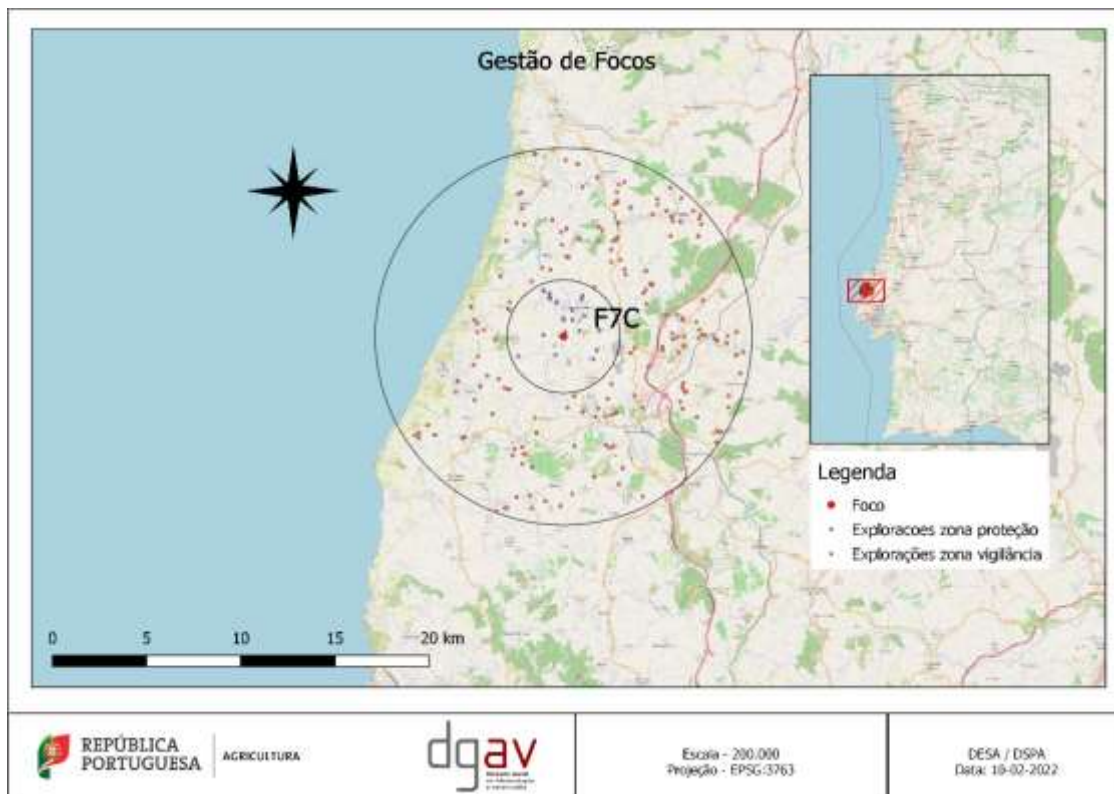 Gestão de Focos
F7C
Legenda
Foco
Exploracoes zona proteção
Explorações zona vigilância
0 5 10 15 20 km
REPÚBLICA
PORTUGUESA
AGRICULTURA
dgav
Escala - 200.000
Projeção - EPSG:3763
DESA / DSPA
Data: 10-02-2022